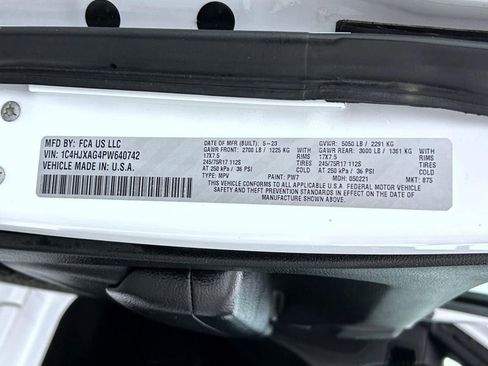 MFD BY: FCA US LLC
VIN: 1C4HJXAG4PW640742
VEHICLE MADE IN: U.S.A.
DATE OF MFR (BUILT): 5-23 GVWR: 5050 LB / 2291 KG
GAWR FRONT: 2700 LB / 1225 KG GAWR REAR: 3000 LB / 1361 KG
17X7.5 RIMS 17X7.5 RIMS
245/75R17 112S TIRES 245/75R17 112S TIRES
AT 250 kPa / 36 PSI COLD AT 250 kPa / 36 PSI COLD
TYPE: MPV PAINT: PW7 MDH: 050221 MKT: 875
THIS VEHICLE CONFORMS TO ALL APPLICABLE U.S.A. FEDERAL MOTOR VEHICLE
SAFETY AND THEFT PREVENTION STANDARDS IN EFFECT ON THE DATE OF
MANUFACTURE SHOWN ABOVE.